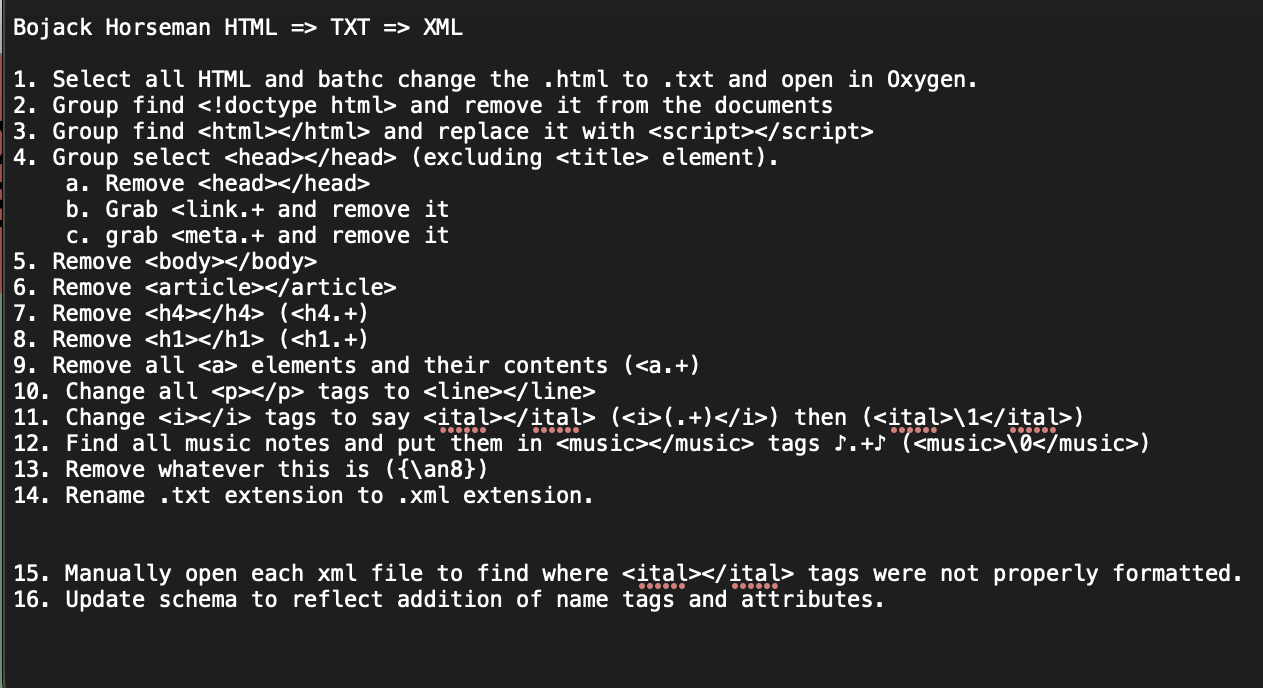 Bojack Horseman HTML => TXT => XML
1. Select all HTML and bathc change the .html to .txt and open in Oxygen.
2. Group find <!doctype html> and remove it from the documents
3. Group find <html></html> and replace it with <script></script>
4. Group select <head></head> (excluding <title> element).
a. Remove <head></head>
b. Grab <link.+ and remove it
c. grab <meta.+ and remove it
5. Remove <body></body>
6. Remove <article></article>
7. Remove <h4></h4> (<h4.+)
8. Remove <h1></h1> (<h1.+)
9. Remove all <a> elements and their contents (<a.+)
10. Change all <p></p> tags to <line></line>
11. Change <i></i> tags to say <ital></ital> (<i>(.+)</i>) then (<ital>\1</ital>)
12. Find all music notes and put them in <music></music> tags ♪.+♪ (<music>\0</music>)
13. Remove whatever this is ({\an8})
14. Rename .txt extension to .xml extension.
15. Manually open each xml file to find where <ital></ital> tags were not properly formatted.
16. Update schema to reflect addition of name tags and attributes.